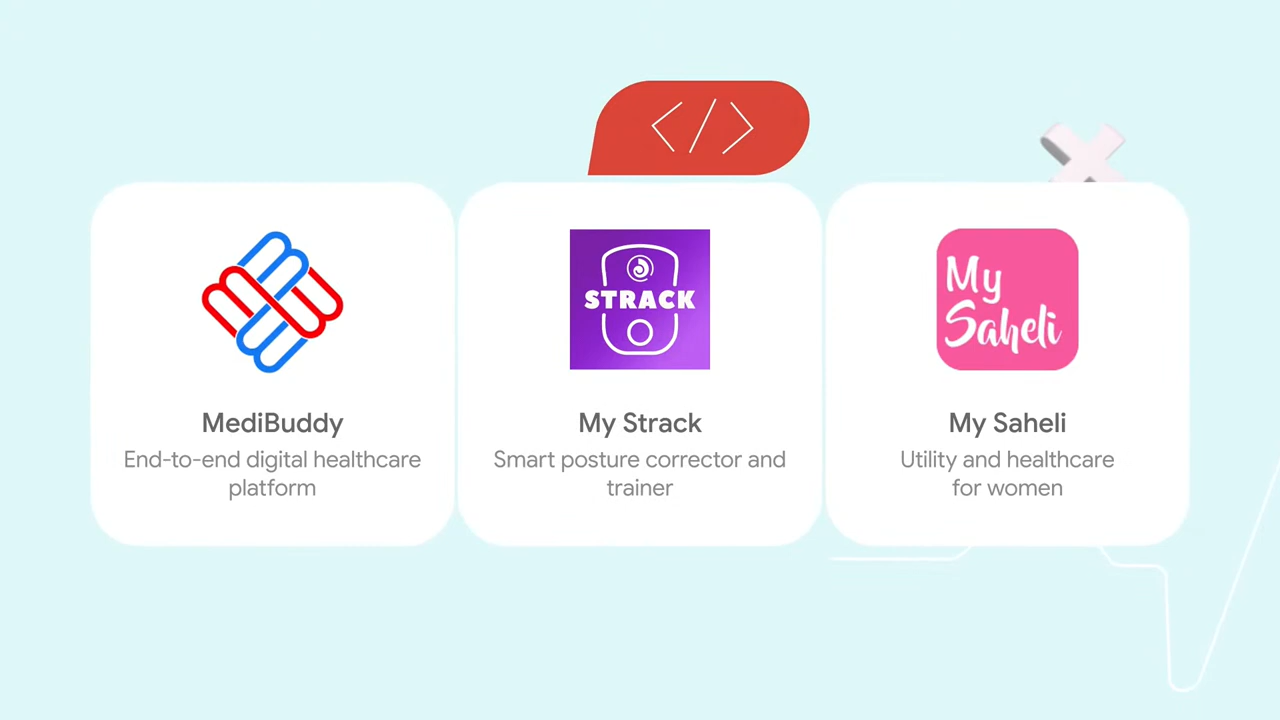 </>
STRACK
My
Saheli
MediBuddy
End-to-end digital healthcare
platform
My Strack
Smart posture corrector and
trainer
My Saheli
Utility and healthcare
for women